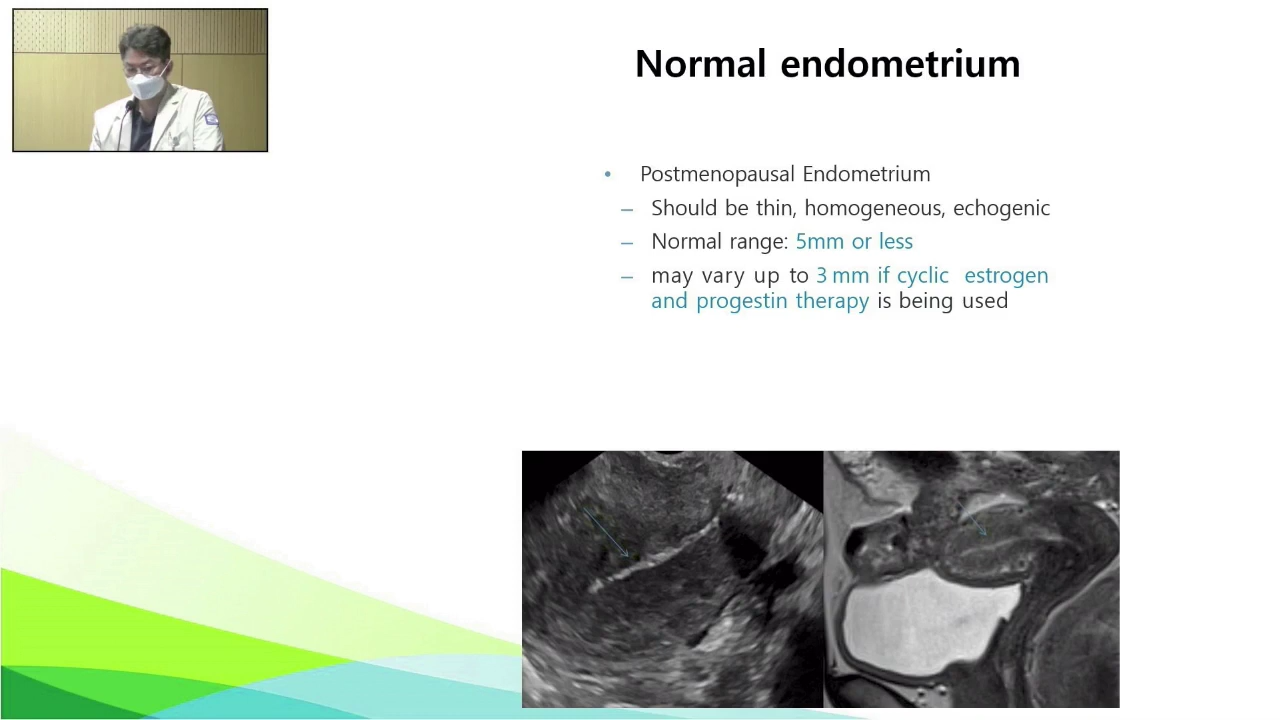 Normal endometrium
• Postmenopausal Endometrium
– Should be thin, homogeneous, echogenic
– Normal range: 5mm or less
– may vary up to 3 mm if cyclic estrogen
and progestin therapy is being used